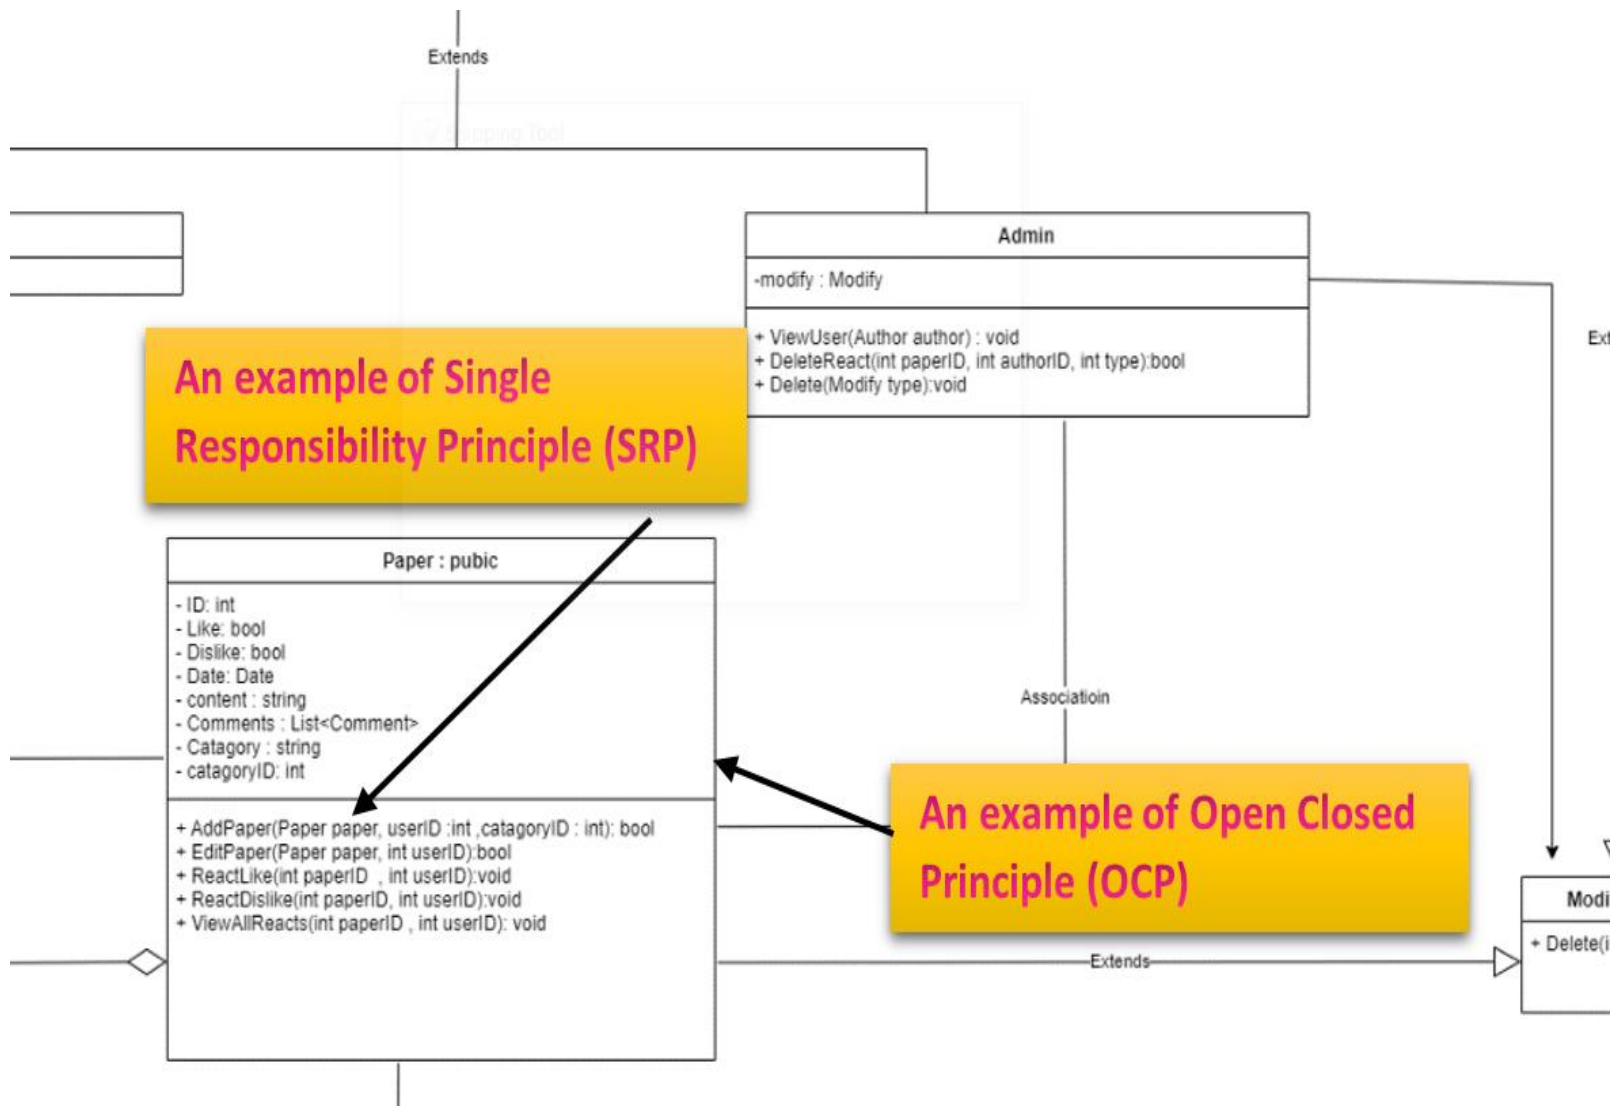 Extends
Snipping Tool
Admin
-modify : Modify
+ ViewUser(Author author) : void
+ DeleteReact(int paperID, int authorID, int type):bool
+ Delete(Modify type):void
An example of Single
Responsibility Principle (SRP)
Paper : pubic
- ID: int
- Like: bool
- Dislike: bool
- Date: Date
- content : string
- Comments : List<Comment>
- Catagory : string
- catagoryID: int
+ AddPaper(Paper paper, userID :int ,catagoryID : int): bool
+ EditPaper(Paper paper, int userID):bool
+ ReactLike(int paperID , int userID):void
+ ReactDislike(int paperID, int userID):void
+ ViewAllReacts(int paperID , int userID): void
Associatioin
An example of Open Closed
Principle (OCP)
Extends
Modi
+ Delete(i